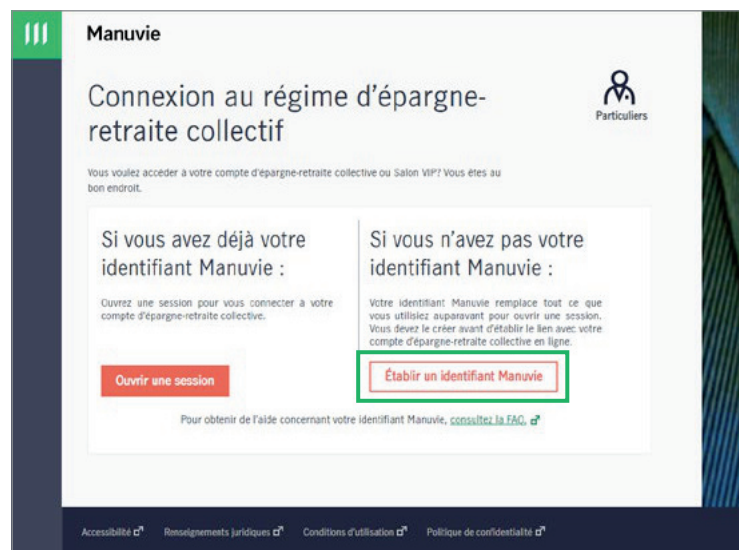 Manuvie
Connexion au régime d'épargne-
retraite collectif
Particuliers
Vous voulez accéder à votre compte d'épargne-retraite collective ou Salon VIP? Vous êtes au
bon endroit.
Si vous avez déjà votre
identifiant Manuvie :
Ouvrez une session pour vous connecter à votre
compte d'épargne-retraite collective.
Ouvrir une session
Si vous n'avez pas votre
identifiant Manuvie :
Votre identifiant Manuvie remplace tout ce que
vous utilisiez auparavant pour ouvrir une session.
Vous devez le créer avant d'établir le lien avec votre
compte d'épargne-retraite collective en ligne.
Établir un identifiant Manuvie
Pour obtenir de l'aide concernant votre identifiant Manuvie, consultez la FAQ.
Accessibilité Renseignements juridiques Conditions d'utilisation Politique de confidentialité